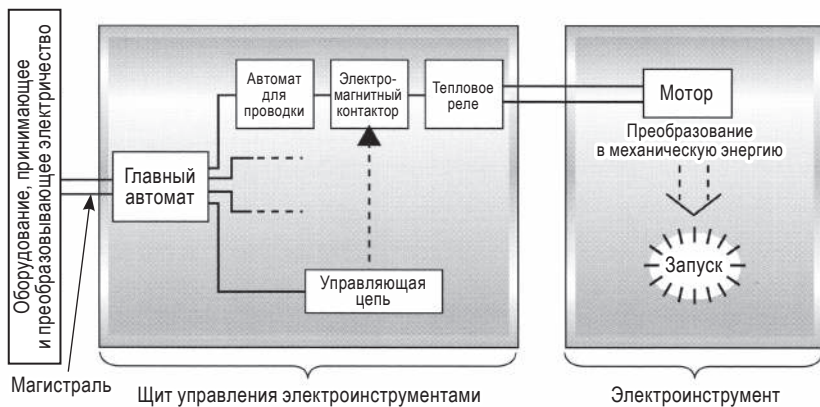 Оборудование, принимающее
и преобразовывающее электричество
Главный
автомат
Автомат
для
проводки
Электро-
магнитный
контактор
Тепловое
реле
Управляющая
цепь
Мотор
Преобразование
в механическую энергию
Запуск
Магистраль
Щит управления электроинструментами
Электроинструмент